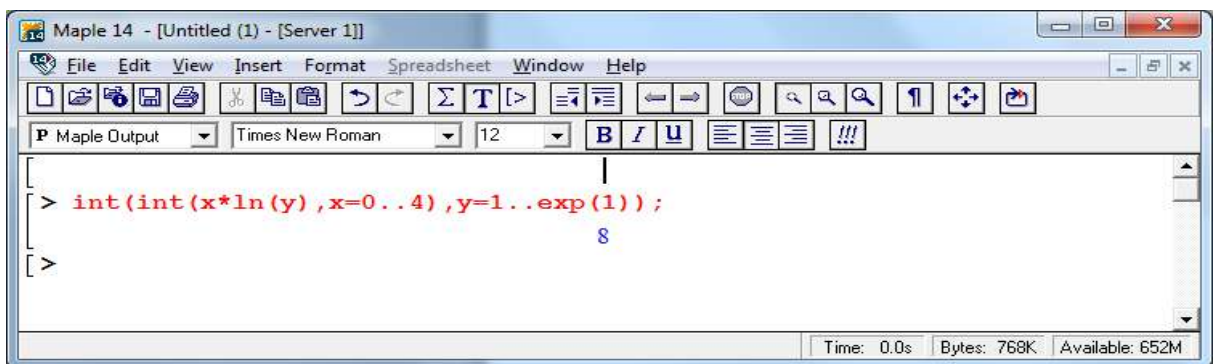 Maple 14 - [Untitled (1) - [Server 1]]
File Edit View Insert Format Spreadsheet Window Help
P Maple Output Times New Roman 12 B I u !!!
[
[> int(int(x*ln(y),x=0..4),y=1..exp(1));
8
[>
Time: 0.0s Bytes: 768K Available: 652M